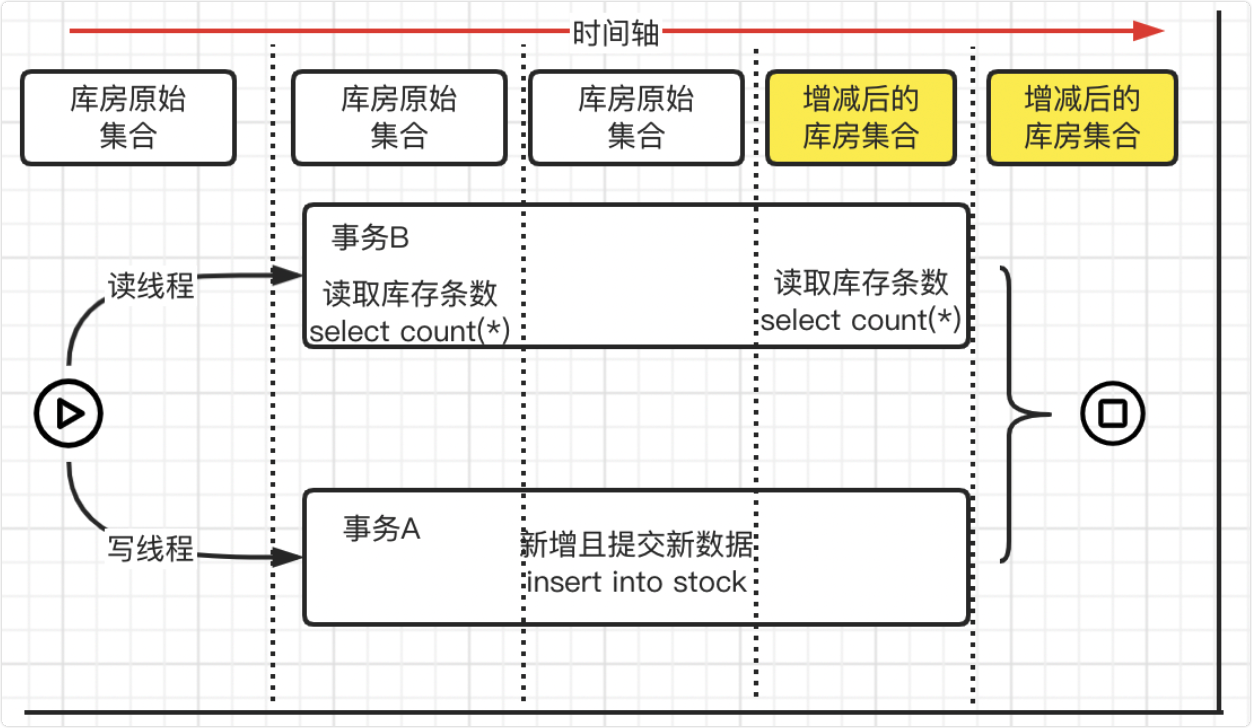 时间轴
库房原始
集合
库房原始
集合
库房原始
集合
增减后的
库房集合
增减后的
库房集合
事务B
读线程
读取库存条数
select count(*)
读取库存条数
select count(*)
事务A
写线程
新增且提交新数据
insert into stock